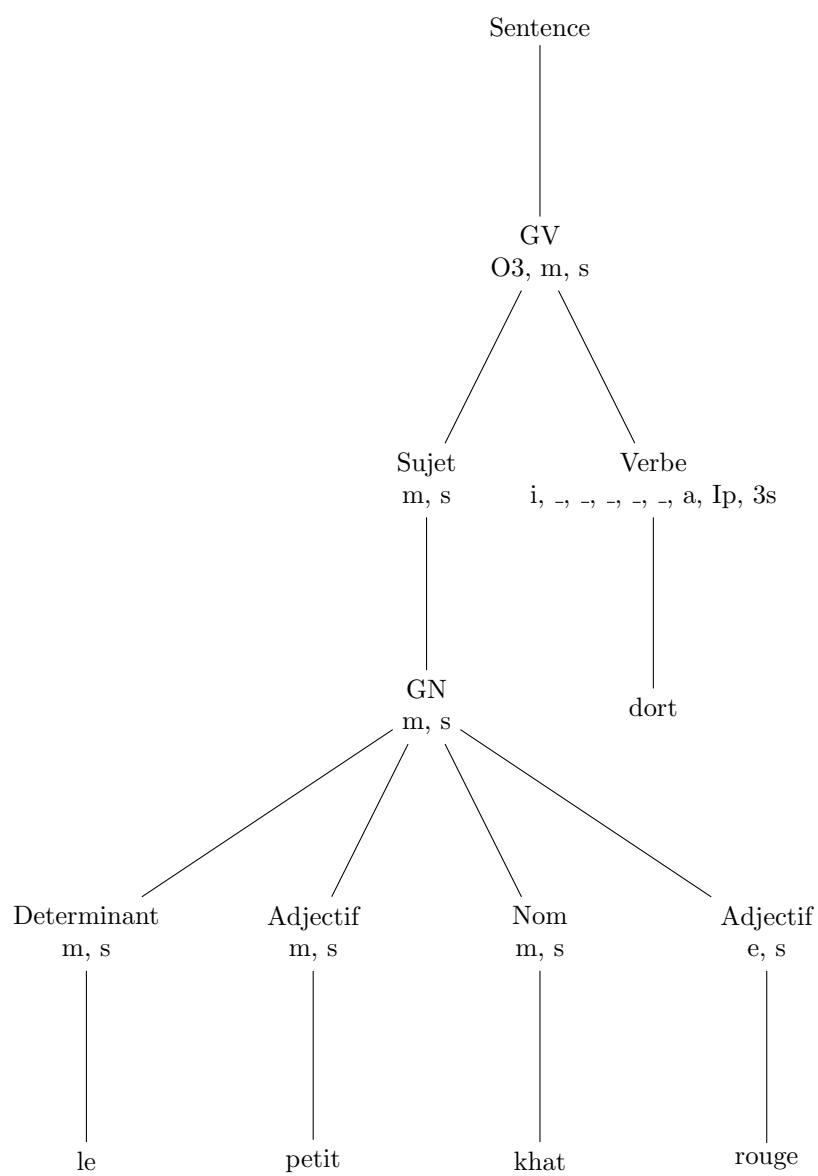 Sentence
GV
O3, m, s
Sujet Verbe
m, s i, _, _, _, _, _, a, Ip, 3s
GN
m, s dort
Determinant Adjectif Nom Adjectif
m, s m, s m, s e, s
le petit khat rouge